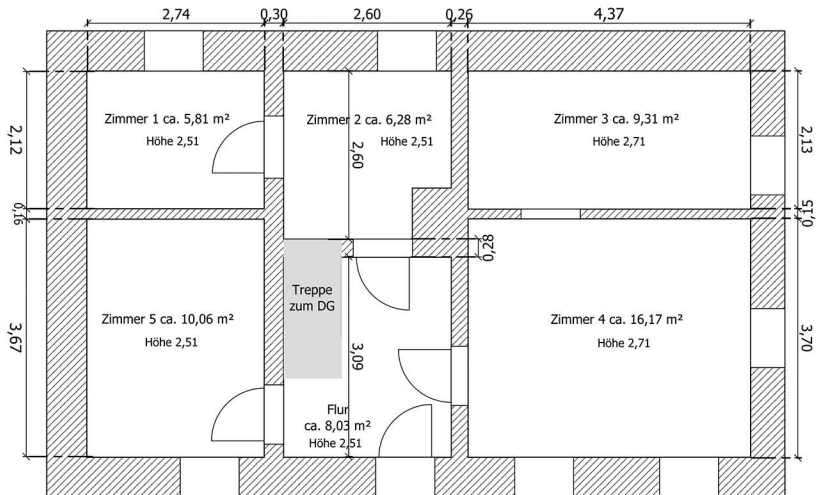 2,74
0,30
2,60
0,26
4,37
Zimmer 1 ca. 5,81 m²
Höhe 2,51
Zimmer 2 ca. 6,28 m²
Höhe 2,51
Zimmer 3 ca. 9,31 m²
Höhe 2,71
2,12
2,60
2,13
0,16
0,15
0,28
Treppe
zum DG
Zimmer 5 ca. 10,06 m²
Höhe 2,51
Zimmer 4 ca. 16,17 m²
Höhe 2,71
3,67
3,09
3,70
Flur
ca. 8,03 m²
Höhe 2,51